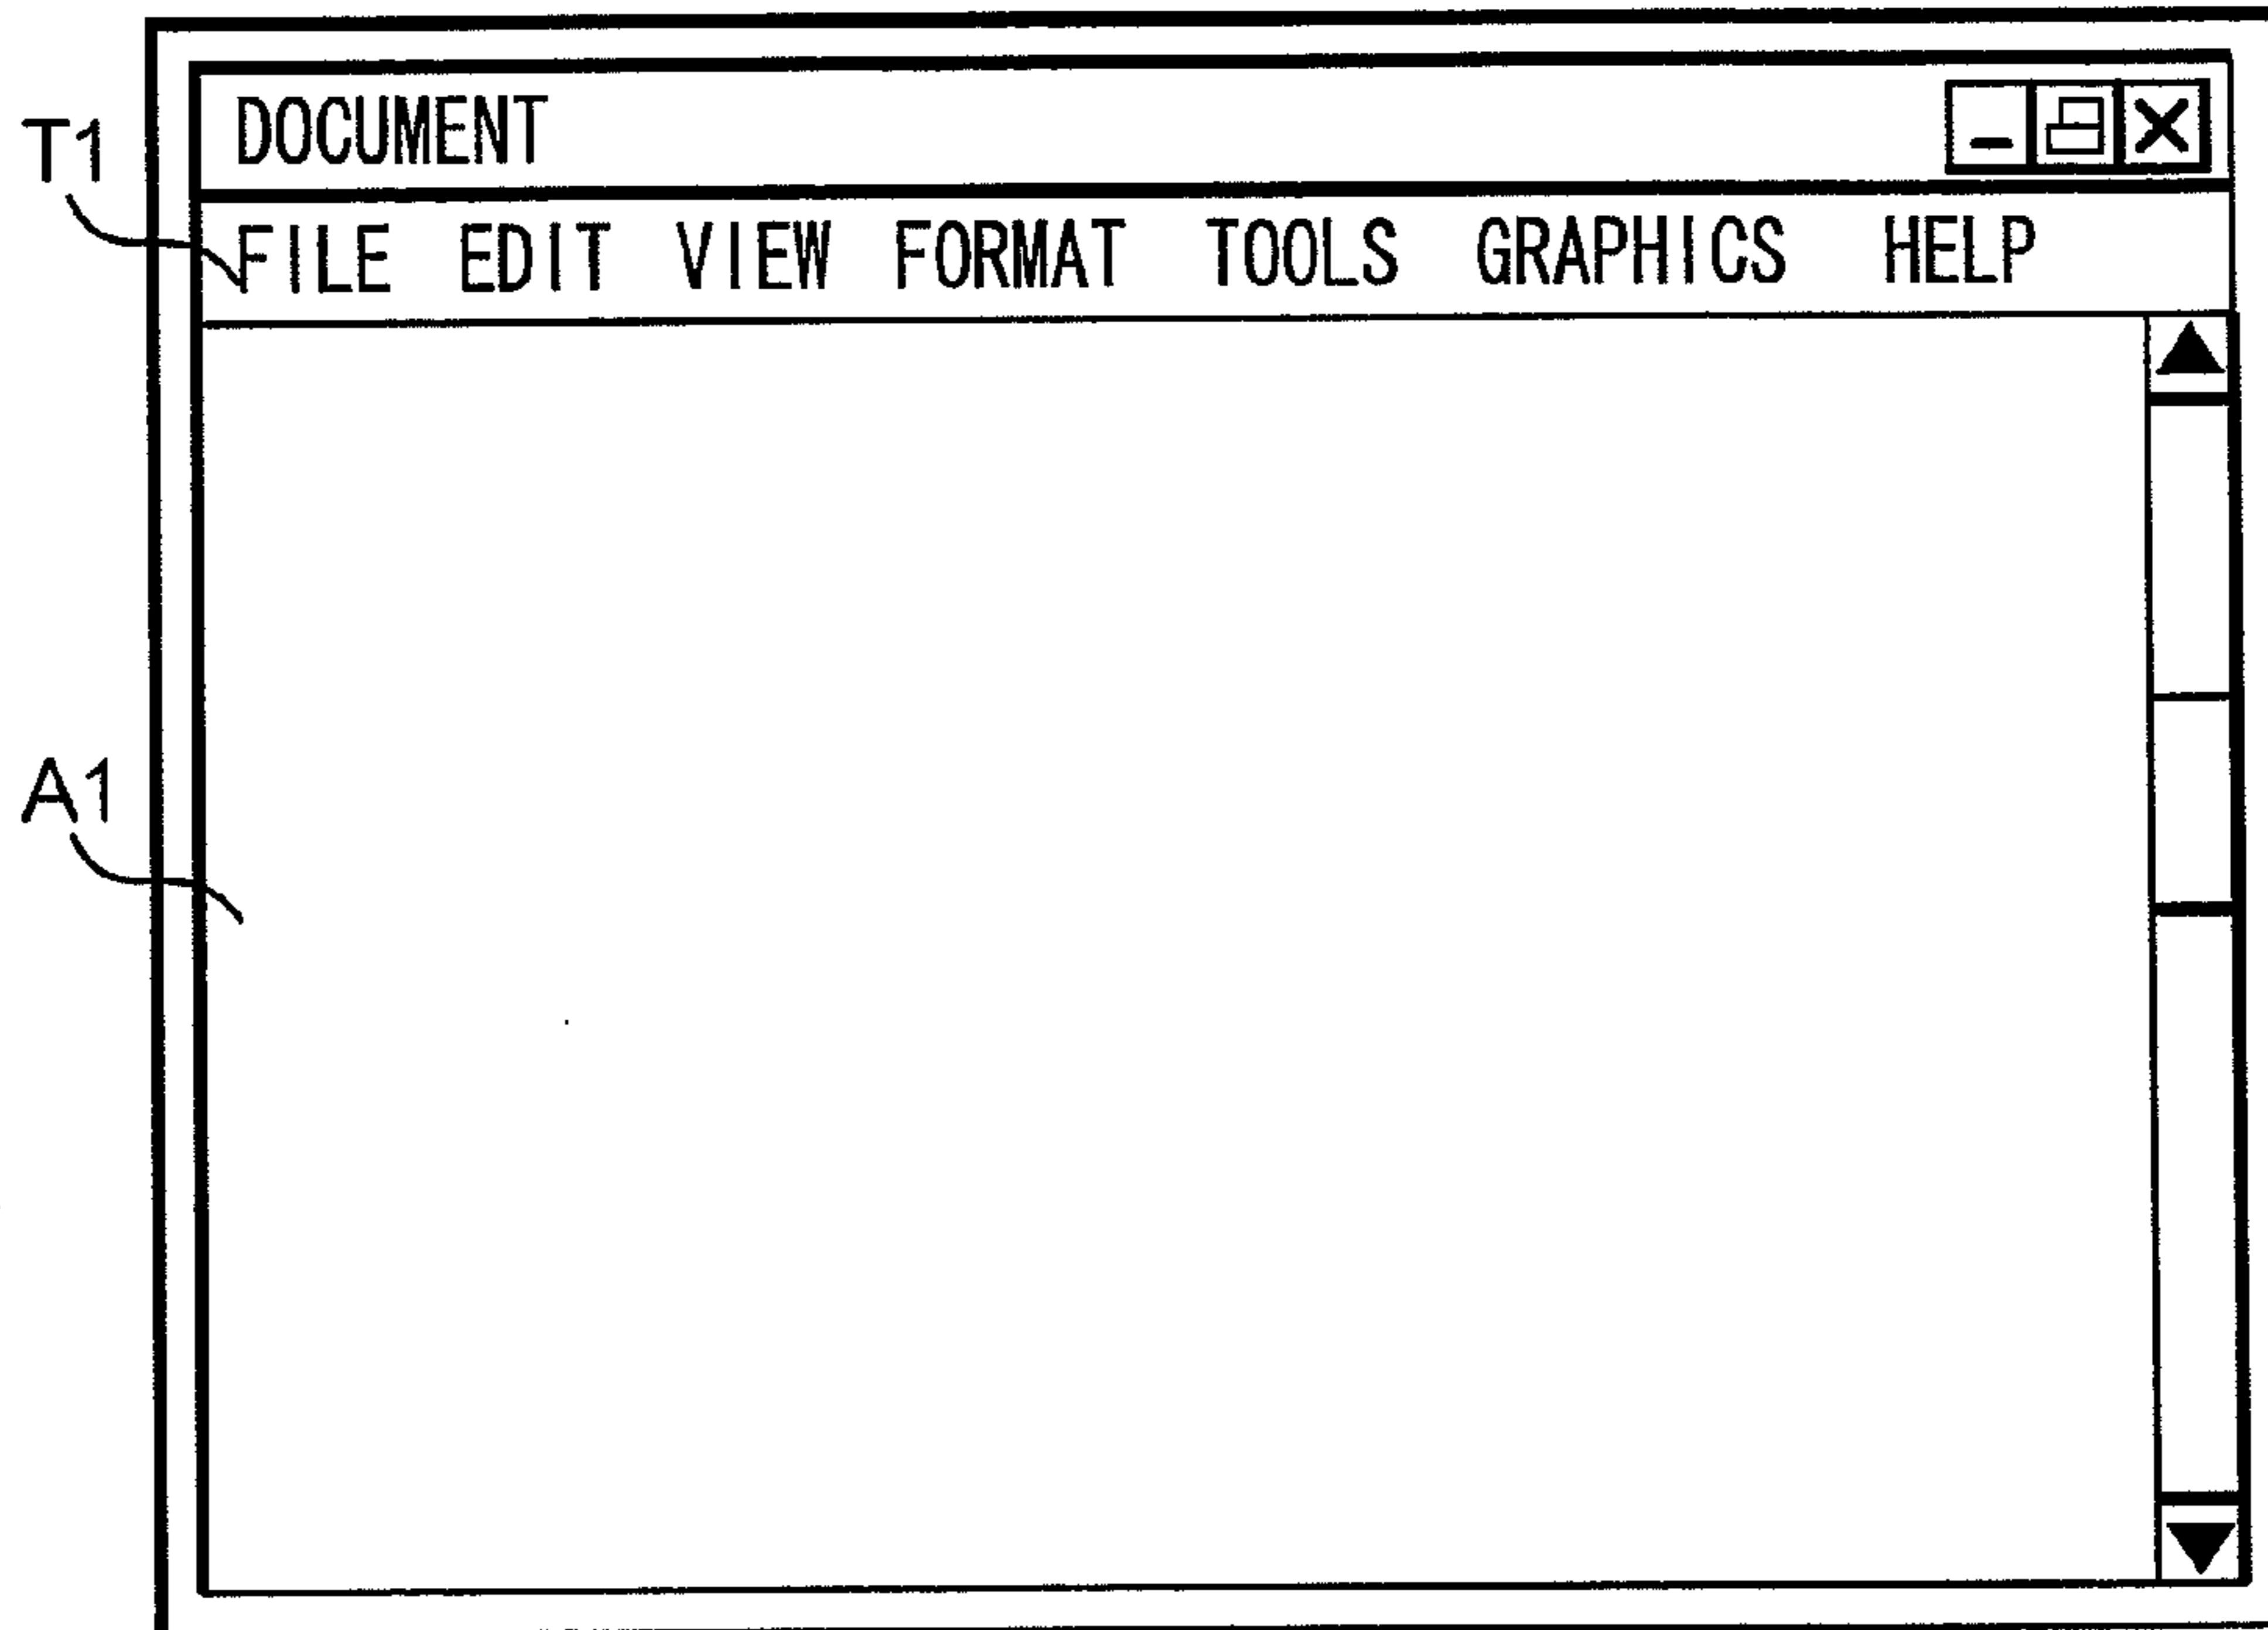 DOCUMENT
T1
FILE EDIT VIEW FORMAT TOOLS GRAPHICS HELP
A1